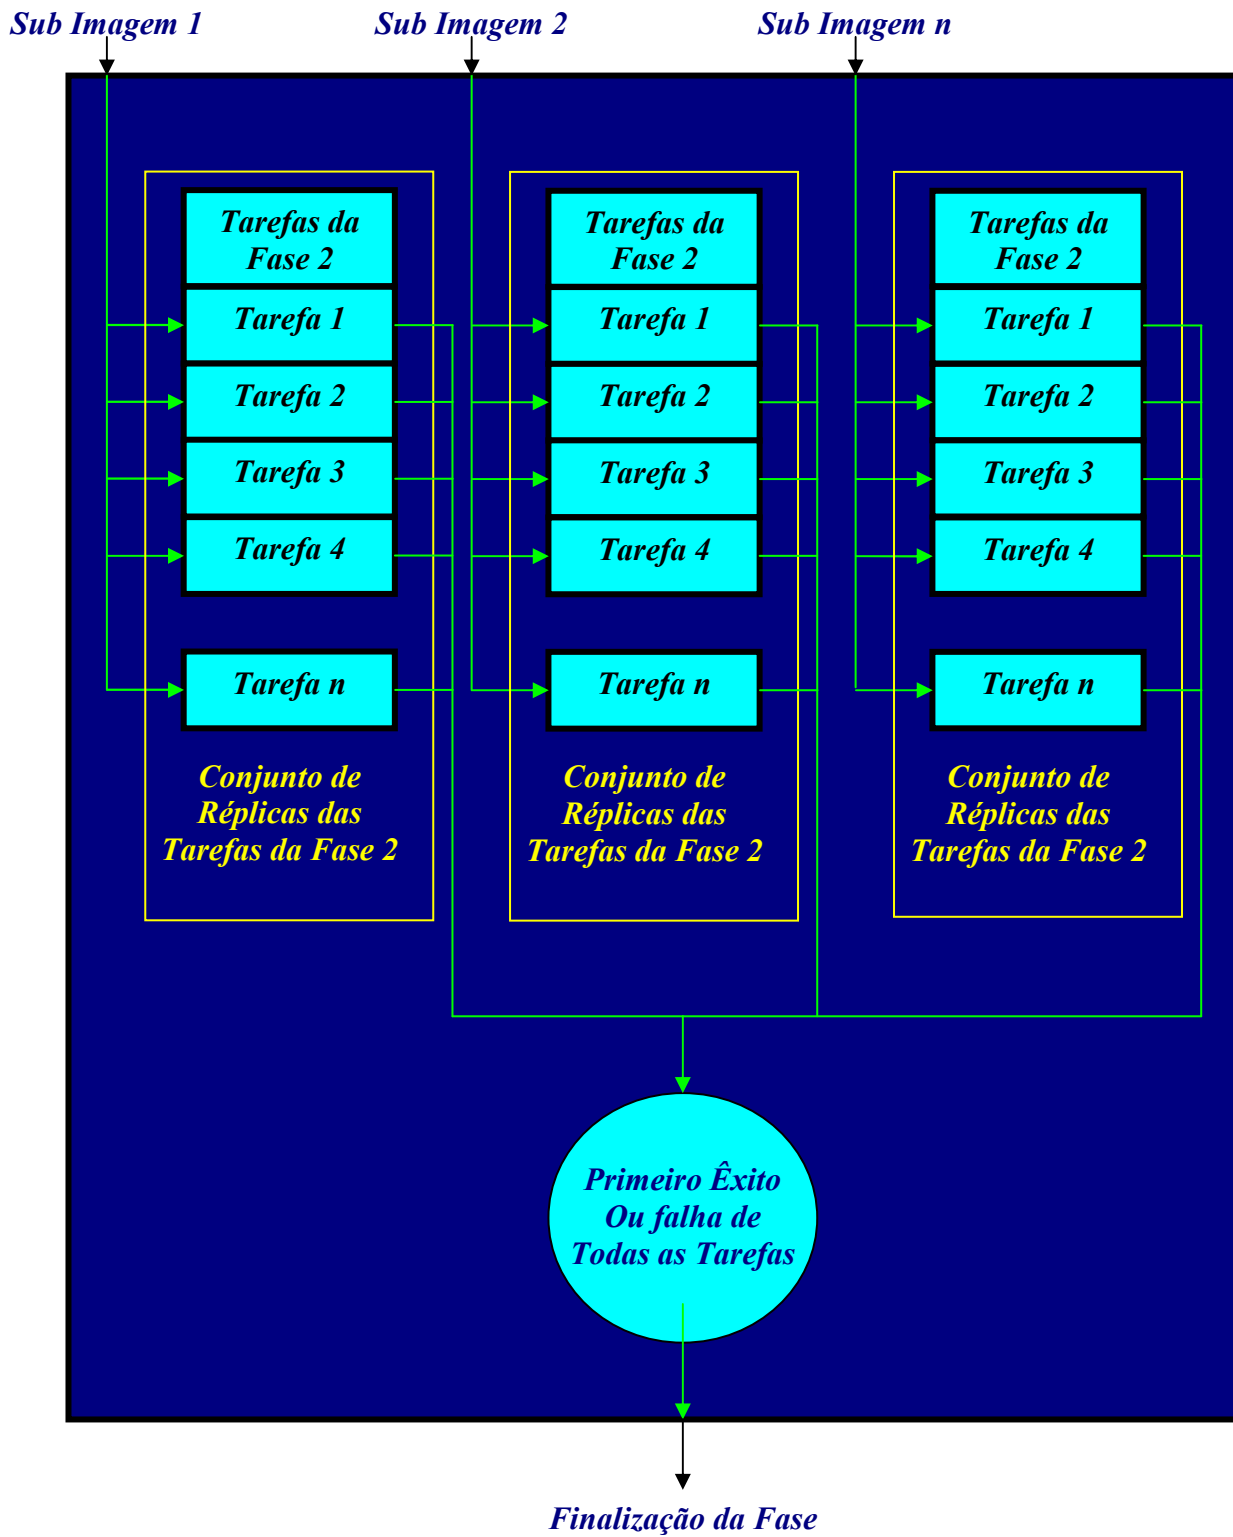 Sub Imagem 1
Sub Imagem 2
Sub Imagem n
Tarefas da
Fase 2
Tarefa 1
Tarefa 2
Tarefa 3
Tarefa 4
Tarefa n
Conjunto de
Réplicas das
Tarefas da Fase 2
Tarefas da
Fase 2
Tarefa 1
Tarefa 2
Tarefa 3
Tarefa 4
Tarefa n
Conjunto de
Réplicas das
Tarefas da Fase 2
Tarefas da
Fase 2
Tarefa 1
Tarefa 2
Tarefa 3
Tarefa 4
Tarefa n
Conjunto de
Réplicas das
Tarefas da Fase 2
Primeiro Êxito
Ou falha de
Todas as Tarefas
Finalização da Fase